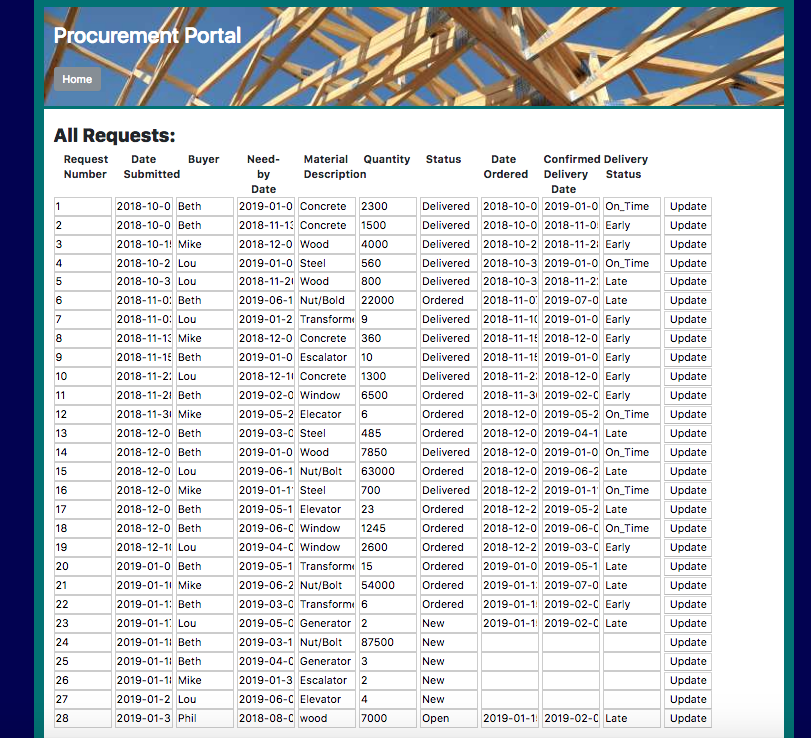 Procurement Portal
Home
All Requests:
Request Number Date Submitted Buyer Need-by Date Material Description Quantity Status Date Ordered Confirmed Delivery Date Delivery Status
1 2018-10-0 Beth 2019-01-0 Concrete 2300 Delivered 2018-10-0 2019-01-0 On_Time Update
2 2018-10-0 Beth 2018-11-13 Concrete 1500 Delivered 2018-10-0 2018-11-0 Early Update
3 2018-10-1 Mike 2018-12-0 Wood 4000 Delivered 2018-10-2 2018-11-2 Early Update
4 2018-10-2 Lou 2019-01-0 Steel 560 Delivered 2018-10-3 2019-01-0 On_Time Update
5 2018-10-3 Lou 2018-11-2 Wood 800 Delivered 2018-10-3 2018-11-2 Late Update
6 2018-11-0 Beth 2019-06-1 Nut/Bold 22000 Ordered 2018-11-0 2019-07-0 Late Update
7 2018-11-0 Lou 2019-01-2 Transforme 9 Delivered 2018-11-1 2019-01-0 Early Update
8 2018-11-13 Mike 2018-12-0 Concrete 360 Delivered 2018-11-15 2018-12-0 Early Update
9 2018-11-15 Beth 2019-01-0 Escalator 10 Delivered 2018-11-15 2019-01-0 Early Update
10 2018-11-2 Lou 2018-12-1 Concrete 1300 Delivered 2018-11-2 2018-12-0 Early Update
11 2018-11-2 Beth 2019-02-0 Window 6500 Ordered 2018-11-3 2019-02-0 Early Update
12 2018-11-3 Mike 2019-05-2 Elecator 6 Ordered 2018-12-0 2019-05-2 On_Time Update
13 2018-12-0 Beth 2019-03-0 Steel 485 Ordered 2018-12-0 2019-04-1 Late Update
14 2018-12-0 Beth 2019-01-0 Wood 7850 Delivered 2018-12-0 2019-01-0 On_Time Update
15 2018-12-0 Lou 2019-06-1 Nut/Bolt 63000 Ordered 2018-12-0 2019-06-2 Late Update
16 2018-12-0 Mike 2019-01-1 Steel 700 Delivered 2018-12-2 2019-01-1 On_Time Update
17 2018-12-0 Beth 2019-05-1 Elevator 23 Ordered 2018-12-2 2019-05-2 Late Update
18 2018-12-0 Beth 2019-06-0 Window 1245 Ordered 2018-12-0 2019-06-0 On_Time Update
19 2018-12-1 Lou 2019-04-0 Window 2600 Ordered 2018-12-2 2019-03-0 Early Update
20 2019-01-0 Beth 2019-05-1 Transforme 15 Ordered 2019-01-0 2019-05-1 Late Update
21 2019-01-1 Mike 2019-06-2 Nut/Bolt 54000 Ordered 2019-01-1 2019-07-0 Late Update
22 2019-01-1 Beth 2019-03-0 Transforme 6 Ordered 2019-01-1 2019-02-0 Early Update
23 2019-01-1 Lou 2019-05-0 Generator 2 New 2019-01-1 2019-02-0 Late Update
24 2019-01-1 Beth 2019-03-1 Nut/Bolt 87500 New Update
25 2019-01-1 Beth 2019-04-0 Generator 3 New Update
26 2019-01-1 Mike 2019-01-3 Escalator 2 New Update
27 2019-01-2 Lou 2019-06-0 Elevator 4 New Update
28 2019-01-3 Phil 2018-08-0 wood 7000 Open 2019-01-1 2019-02-0 Late Update